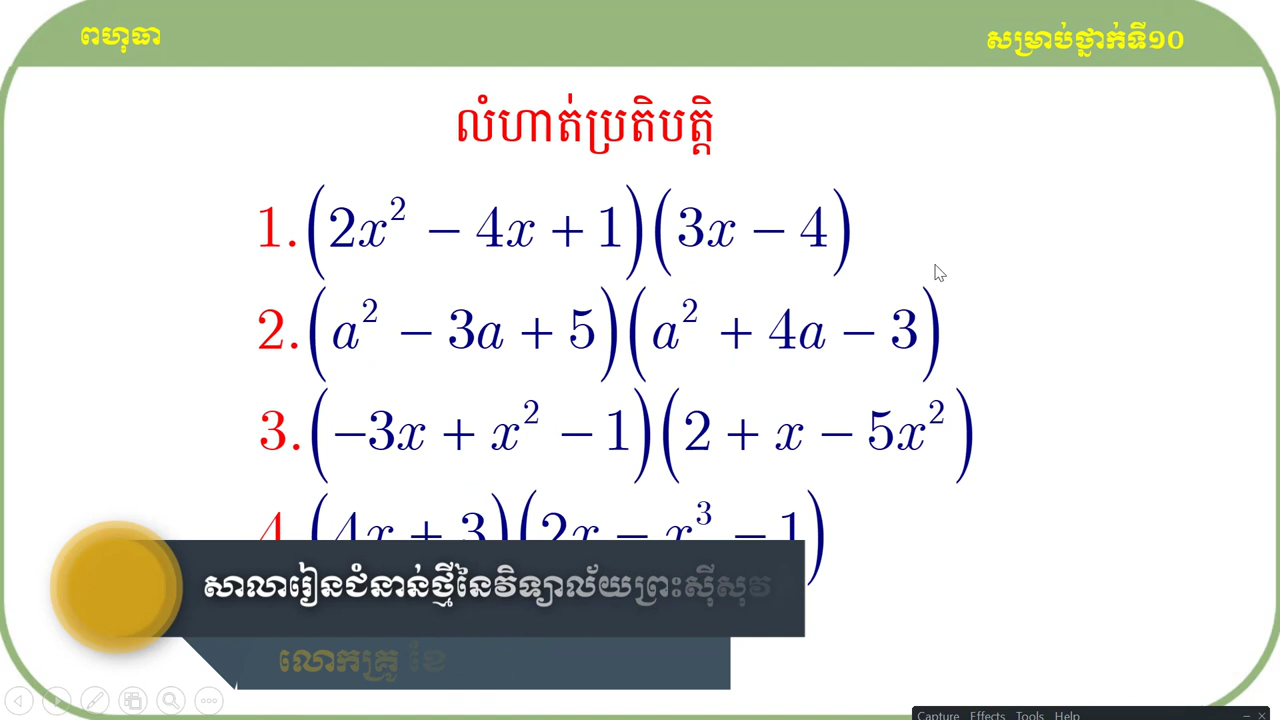 ពហុធា
សម្រាប់ថ្នាក់ទី១០
លំហាត់ប្រតិបត្តិ
1. (2x² − 4x + 1)(3x − 4)
2. (a² − 3a + 5)(a² + 4a − 3)
3. (−3x + x² − 1)(2 + x − 5x²)
4. (4x + 3)(2x − x³ − 1)
សាលារៀនជំនាន់ថ្មីនៃវិទ្យាល័យព្រះស៊ីសុវ
លោកគ្រូ ខែ
Capture Effects Tools Help